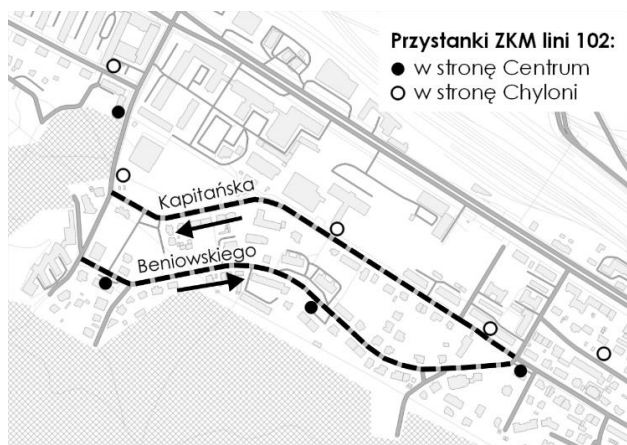 Przystanki ZKM lini 102:
w stronę Centrum
w stronę Chyloni
Kapitańska
Beniowskiego